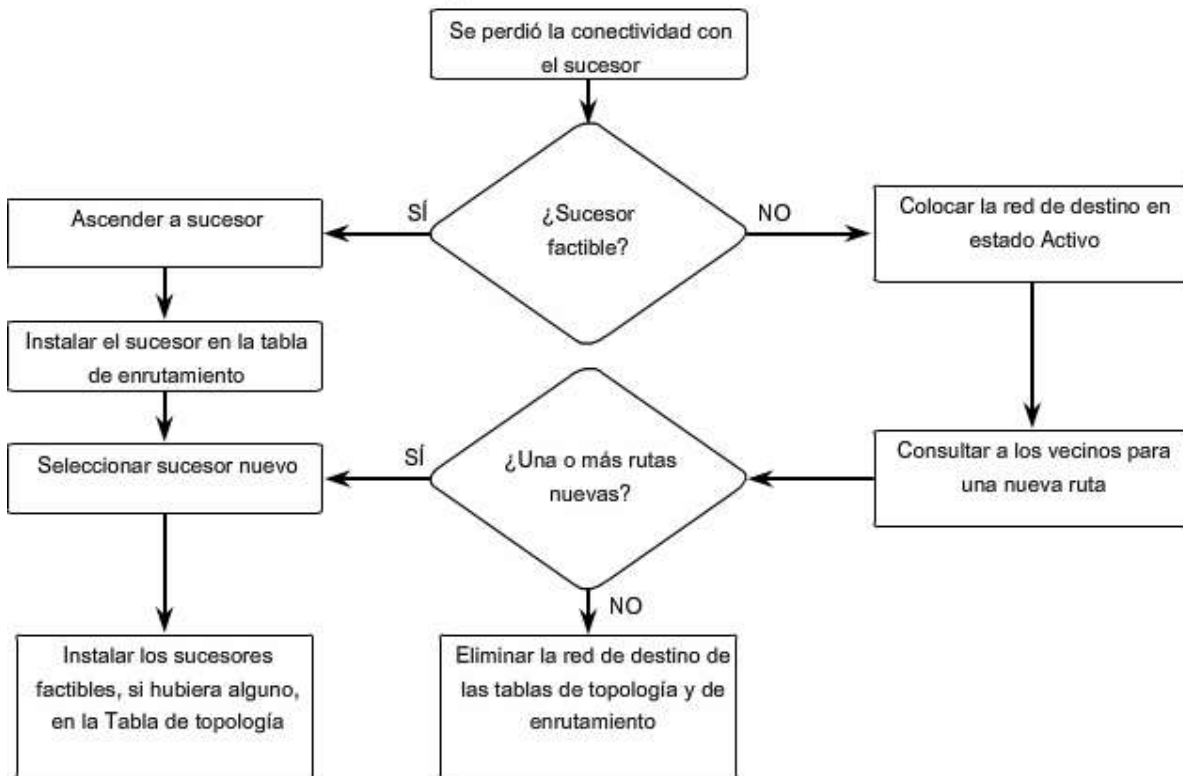 Se perdió la conectividad con
el sucesor
¿Sucesor
factible?
SÍ
NO
Ascender a sucesor
Colocar la red de destino en
estado Activo
Instalar el sucesor en la tabla
de enrutamiento
Seleccionar sucesor nuevo
SÍ
¿Una o más rutas
nuevas?
Consultar a los vecinos para
una nueva ruta
NO
Instalar los sucesores
factibles, si hubiera alguno,
en la Tabla de topología
Eliminar la red de destino de
las tablas de topología y de
enrutamiento